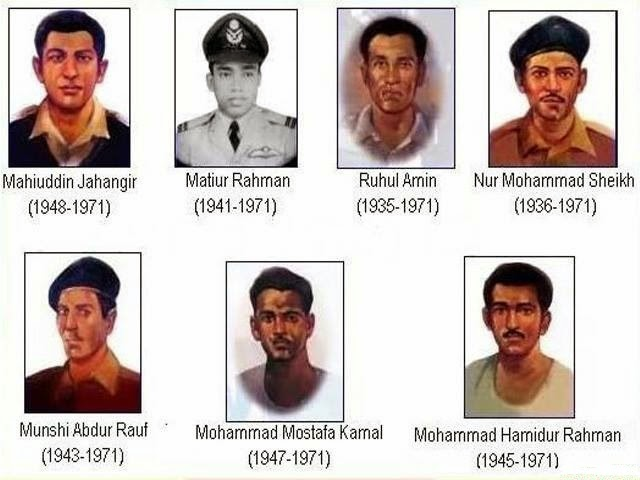 Mahiuddin Jahangir
(1948-1971)
Matiur Rahman
(1941-1971)
Ruhul Amin
(1935-1971)
Nur Mohammad Sheikh
(1936-1971)
Munshi Abdur Rauf
(1943-1971)
Mohammad Mostafa Kamal
(1947-1971)
Mohammad Hamidur Rahman
(1945-1971)